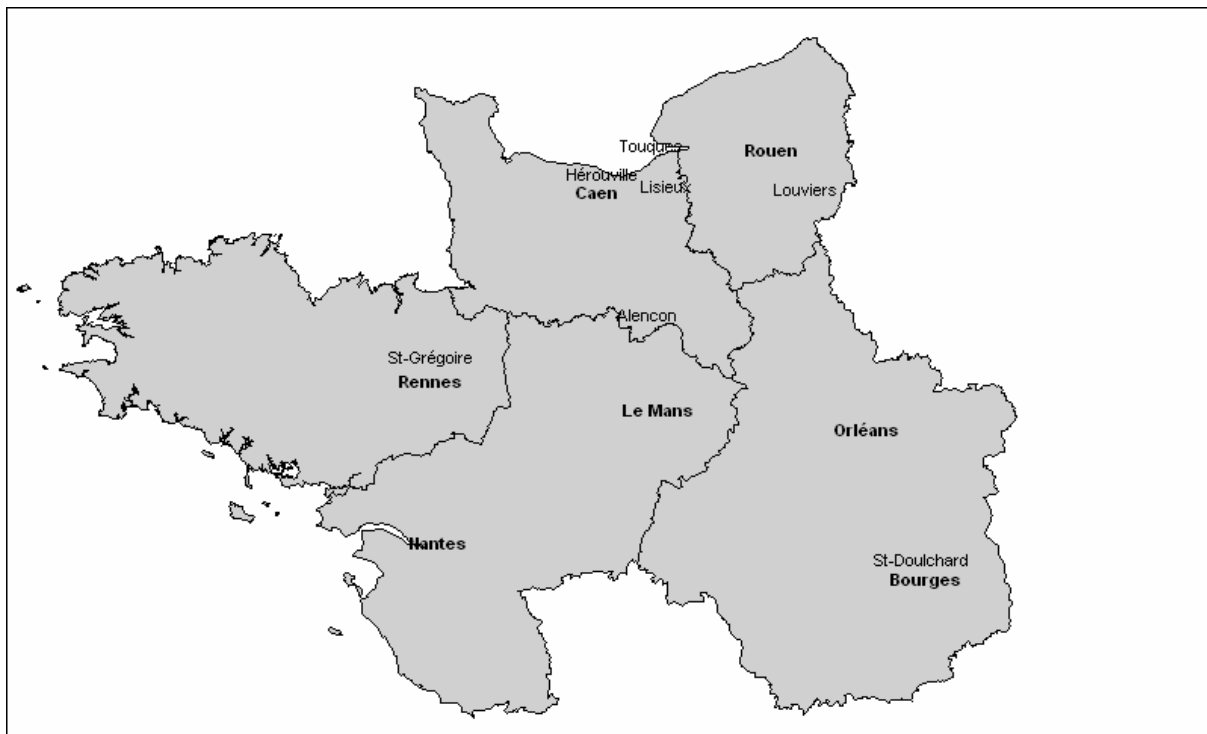 Touques
Rouen
Hérouville
Lisieux
Louviers
Caen
Alencon
St-Grégoire
Rennes
Le Mans
Orléans
Nantes
St-Doulchard
Bourges